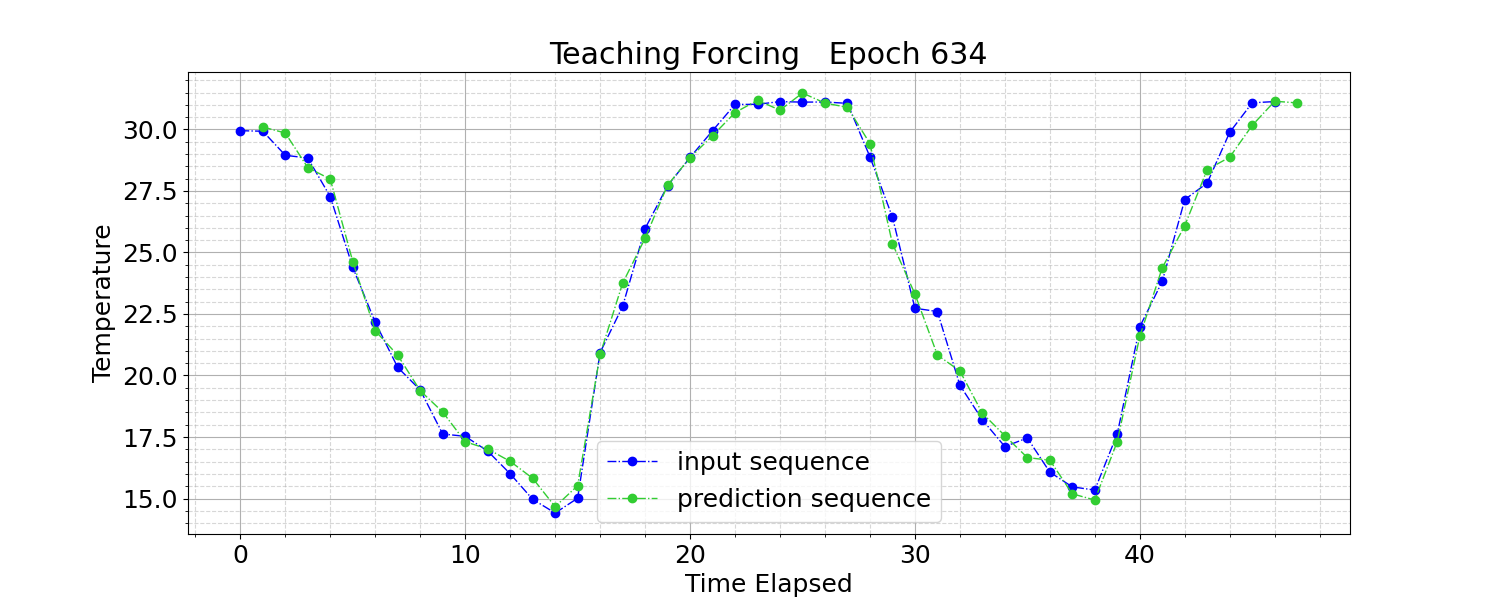 Teaching Forcing   Epoch 634
Temperature
30.0
27.5
25.0
22.5
20.0
17.5
15.0
input sequence
prediction sequence
0 10 20 30 40
Time Elapsed